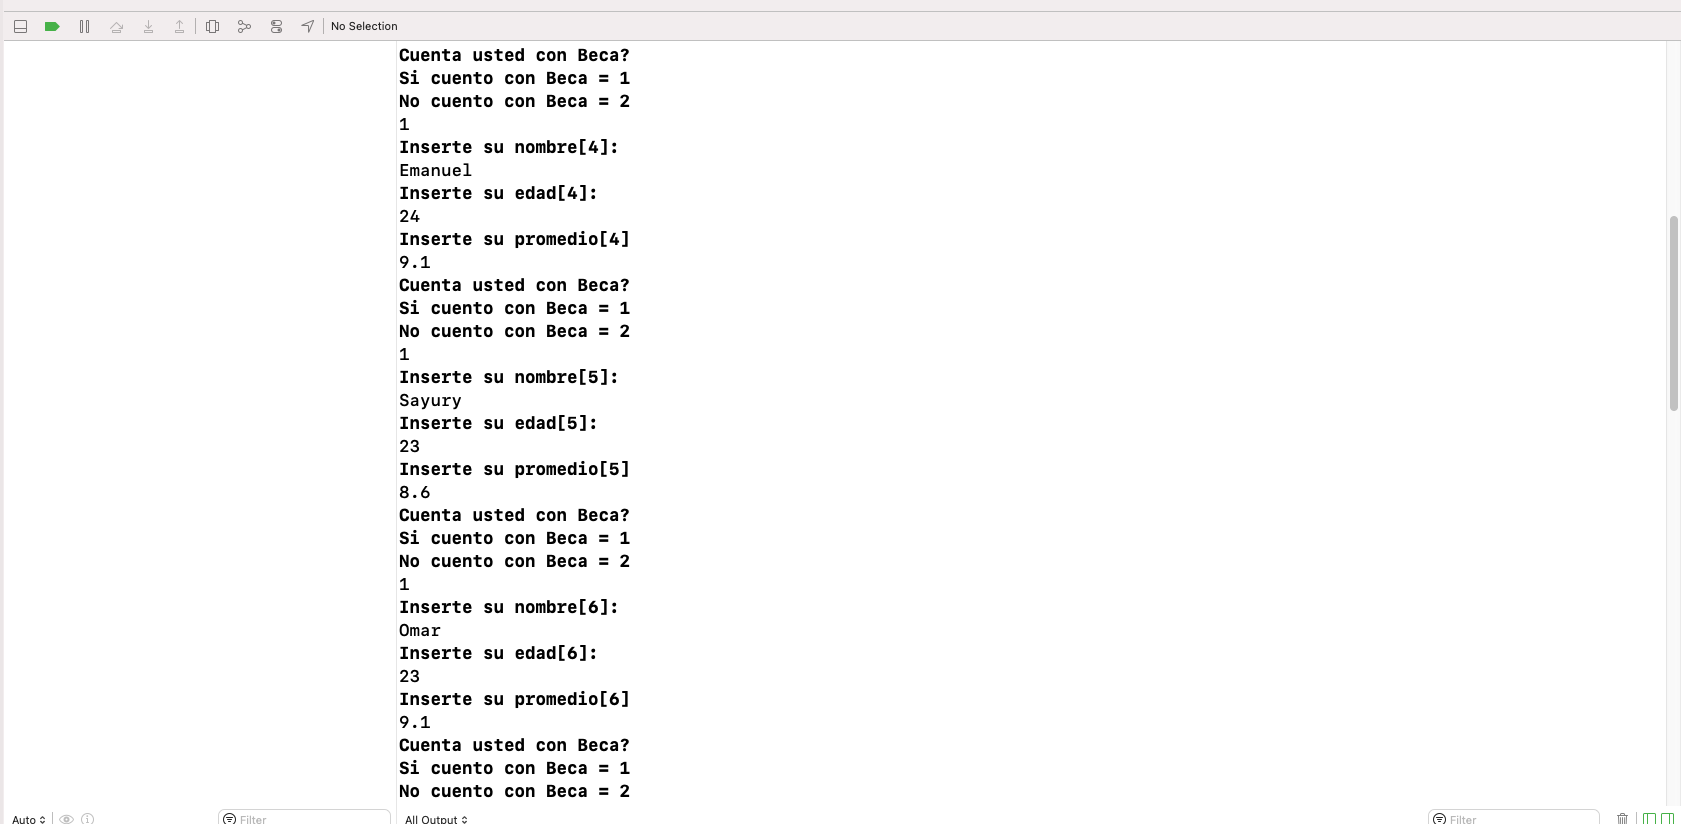 No Selection
Cuenta usted con Beca?
Si cuento con Beca = 1
No cuento con Beca = 2
1
Inserte su nombre[4]:
Emanuel
Inserte su edad[4]:
24
Inserte su promedio[4]
9.1
Cuenta usted con Beca?
Si cuento con Beca = 1
No cuento con Beca = 2
1
Inserte su nombre[5]:
Sayury
Inserte su edad[5]:
23
Inserte su promedio[5]
8.6
Cuenta usted con Beca?
Si cuento con Beca = 1
No cuento con Beca = 2
1
Inserte su nombre[6]:
Omar
Inserte su edad[6]:
23
Inserte su promedio[6]
9.1
Cuenta usted con Beca?
Si cuento con Beca = 1
No cuento con Beca = 2
Auto Filter All Output Filter